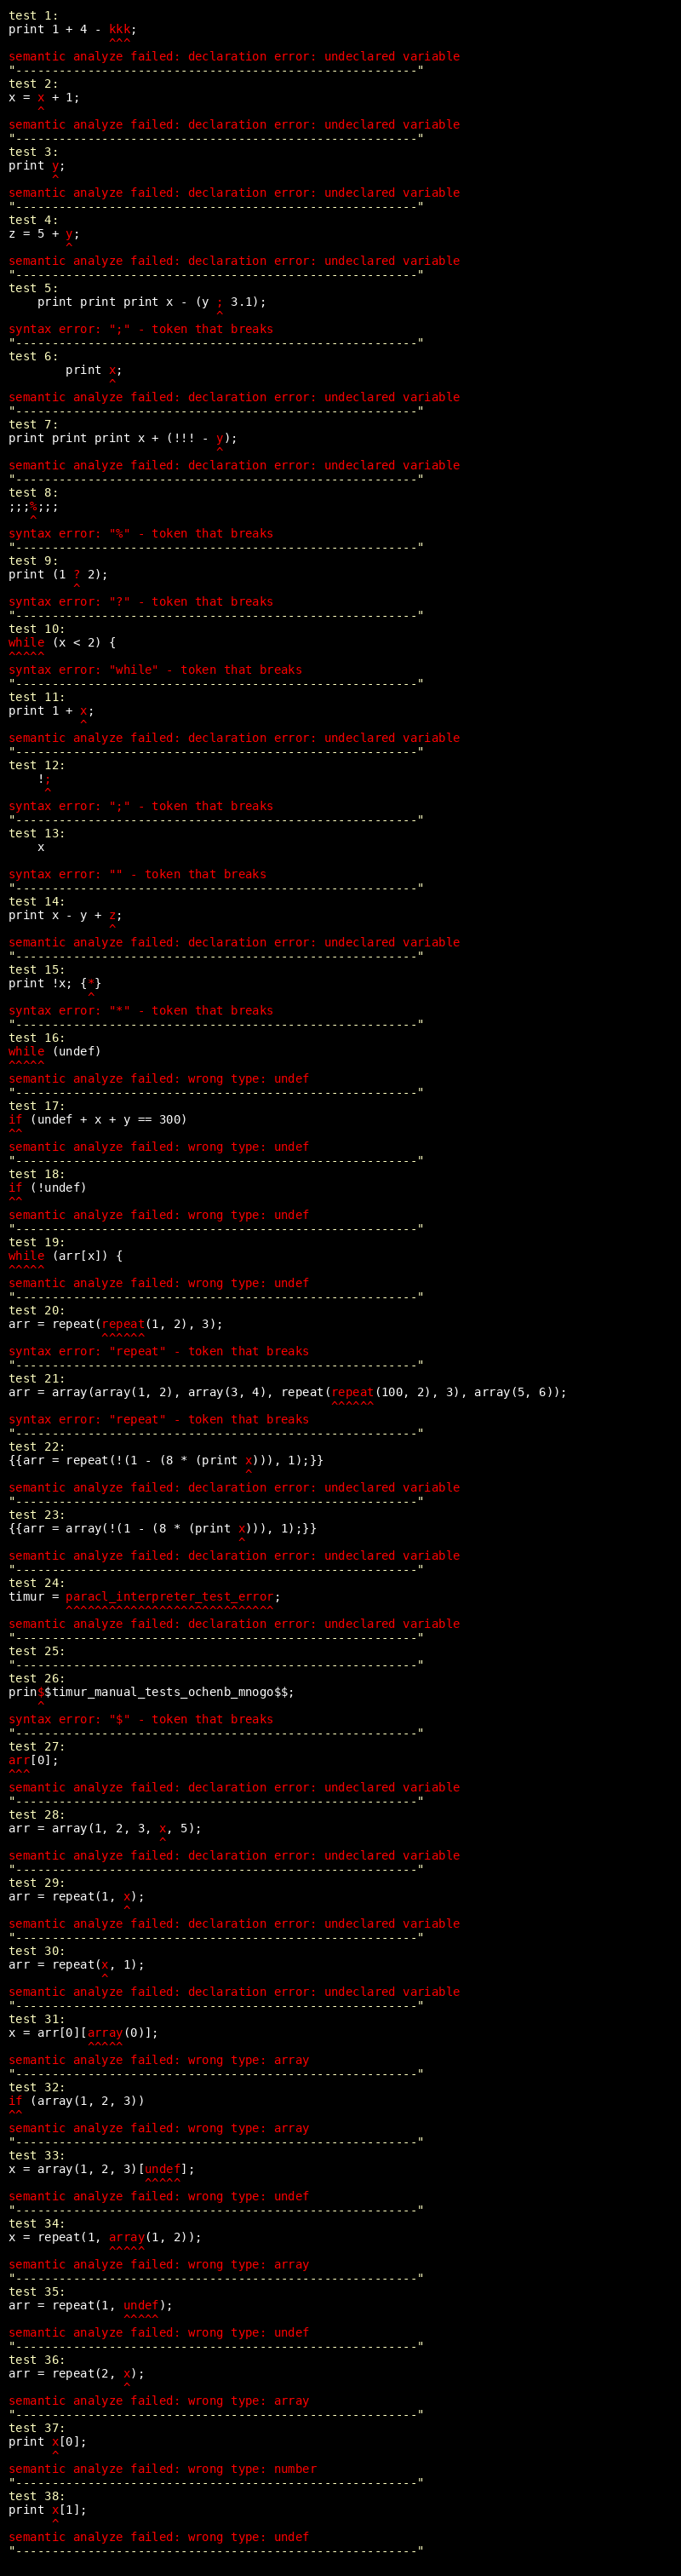 test 1:
print 1 + 4 - kkk;
              ^^^
semantic analyze failed: declaration error: undeclared variable
"--------------------------------------------------------"
test 2:
x = x + 1;
    ^
semantic analyze failed: declaration error: undeclared variable
"--------------------------------------------------------"
test 3:
print y;
      ^
semantic analyze failed: declaration error: undeclared variable
"--------------------------------------------------------"
test 4:
z = 5 + y;
        ^
semantic analyze failed: declaration error: undeclared variable
"--------------------------------------------------------"
test 5:
    print print print x - (y ; 3.1);
                             ^
syntax error: ";" - token that breaks
"--------------------------------------------------------"
test 6:
        print x;
              ^
semantic analyze failed: declaration error: undeclared variable
"--------------------------------------------------------"
test 7:
print print print x + (!!! - y);
                             ^
semantic analyze failed: declaration error: undeclared variable
"--------------------------------------------------------"
test 8:
;;;%;;;
   ^
syntax error: "%" - token that breaks
"--------------------------------------------------------"
test 9:
print (1 ? 2);
         ^
syntax error: "?" - token that breaks
"--------------------------------------------------------"
test 10:
while (x < 2) {
^^^^^
syntax error: "while" - token that breaks
"--------------------------------------------------------"
test 11:
print 1 + x;
          ^
semantic analyze failed: declaration error: undeclared variable
"--------------------------------------------------------"
test 12:
    !;
     ^
syntax error: ";" - token that breaks
"--------------------------------------------------------"
test 13:
    x

syntax error: "" - token that breaks
"--------------------------------------------------------"
test 14:
print x - y + z;
              ^
semantic analyze failed: declaration error: undeclared variable
"--------------------------------------------------------"
test 15:
print !x; {*}
           ^
syntax error: "*" - token that breaks
"--------------------------------------------------------"
test 16:
while (undef)
^^^^^
semantic analyze failed: wrong type: undef
"--------------------------------------------------------"
test 17:
if (undef + x + y == 300)
^^
semantic analyze failed: wrong type: undef
"--------------------------------------------------------"
test 18:
if (!undef)
^^
semantic analyze failed: wrong type: undef
"--------------------------------------------------------"
test 19:
while (arr[x]) {
^^^^^
semantic analyze failed: wrong type: undef
"--------------------------------------------------------"
test 20:
arr = repeat(repeat(1, 2), 3);
             ^^^^^^
syntax error: "repeat" - token that breaks
"--------------------------------------------------------"
test 21:
arr = array(array(1, 2), array(3, 4), repeat(repeat(100, 2), 3), array(5, 6));
                                             ^^^^^^
syntax error: "repeat" - token that breaks
"--------------------------------------------------------"
test 22:
{{arr = repeat(!(1 - (8 * (print x))), 1);}}
                                 ^
semantic analyze failed: declaration error: undeclared variable
"--------------------------------------------------------"
test 23:
{{arr = array(!(1 - (8 * (print x))), 1);}}
                                ^
semantic analyze failed: declaration error: undeclared variable
"--------------------------------------------------------"
test 24:
timur = paracl_interpreter_test_error;
        ^^^^^^^^^^^^^^^^^^^^^^^^^^^^^
semantic analyze failed: declaration error: undeclared variable
"--------------------------------------------------------"
test 25:
"--------------------------------------------------------"
test 26:
prin$$timur_manual_tests_ochenb_mnogo$$;
    ^
syntax error: "$" - token that breaks
"--------------------------------------------------------"
test 27:
arr[0];
^^^
semantic analyze failed: declaration error: undeclared variable
"--------------------------------------------------------"
test 28:
arr = array(1, 2, 3, x, 5);
                     ^
semantic analyze failed: declaration error: undeclared variable
"--------------------------------------------------------"
test 29:
arr = repeat(1, x);
                ^
semantic analyze failed: declaration error: undeclared variable
"--------------------------------------------------------"
test 30:
arr = repeat(x, 1);
             ^
semantic analyze failed: declaration error: undeclared variable
"--------------------------------------------------------"
test 31:
x = arr[0][array(0)];
           ^^^^^
semantic analyze failed: wrong type: array
"--------------------------------------------------------"
test 32:
if (array(1, 2, 3))
^^
semantic analyze failed: wrong type: array
"--------------------------------------------------------"
test 33:
x = array(1, 2, 3)[undef];
                   ^^^^^
semantic analyze failed: wrong type: undef
"--------------------------------------------------------"
test 34:
x = repeat(1, array(1, 2));
              ^^^^^
semantic analyze failed: wrong type: array
"--------------------------------------------------------"
test 35:
arr = repeat(1, undef);
                ^^^^^
semantic analyze failed: wrong type: undef
"--------------------------------------------------------"
test 36:
arr = repeat(2, x);
                ^
semantic analyze failed: wrong type: array
"--------------------------------------------------------"
test 37:
print x[0];
      ^
semantic analyze failed: wrong type: number
"--------------------------------------------------------"
test 38:
print x[1];
      ^
semantic analyze failed: wrong type: undef
"--------------------------------------------------------"